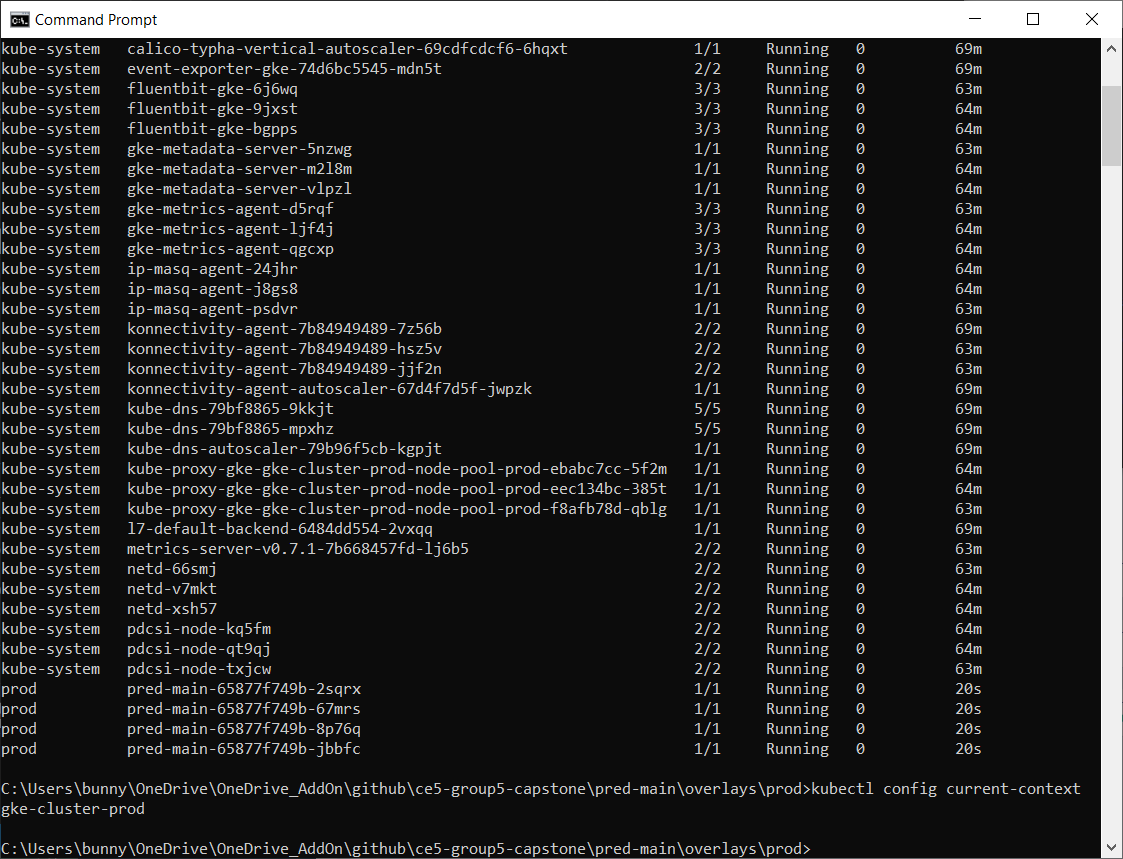 Command Prompt
kube-system   calico-typha-vertical-autoscaler-69cdfcdcf6-6hqxt              1/1     Running   0          69m
kube-system   event-exporter-gke-74d6bc5545-mdn5t                            2/2     Running   0          69m
kube-system   fluentbit-gke-6j6wq                                            3/3     Running   0          63m
kube-system   fluentbit-gke-9jxst                                            3/3     Running   0          64m
kube-system   fluentbit-gke-bgpps                                            3/3     Running   0          64m
kube-system   gke-metadata-server-5nzwg                                      1/1     Running   0          63m
kube-system   gke-metadata-server-m2l8m                                      1/1     Running   0          64m
kube-system   gke-metadata-server-vlpzl                                      1/1     Running   0          64m
kube-system   gke-metrics-agent-d5rqf                                        3/3     Running   0          63m
kube-system   gke-metrics-agent-ljf4j                                        3/3     Running   0          64m
kube-system   gke-metrics-agent-qgcxp                                        3/3     Running   0          64m
kube-system   ip-masq-agent-24jhr                                            1/1     Running   0          64m
kube-system   ip-masq-agent-j8gs8                                            1/1     Running   0          64m
kube-system   ip-masq-agent-psdvr                                            1/1     Running   0          63m
kube-system   konnectivity-agent-7b84949489-7z56b                            2/2     Running   0          69m
kube-system   konnectivity-agent-7b84949489-hsz5v                            2/2     Running   0          63m
kube-system   konnectivity-agent-7b84949489-jjf2n                            2/2     Running   0          63m
kube-system   konnectivity-agent-autoscaler-67d4f7d5f-jwpzk                  1/1     Running   0          69m
kube-system   kube-dns-79bf8865-9kkjt                                        5/5     Running   0          69m
kube-system   kube-dns-79bf8865-mpxhz                                        5/5     Running   0          69m
kube-system   kube-dns-autoscaler-79b96f5cb-kgpjt                            1/1     Running   0          69m
kube-system   kube-proxy-gke-gke-cluster-prod-node-pool-prod-ebabc7cc-5f2m   1/1     Running   0          64m
kube-system   kube-proxy-gke-gke-cluster-prod-node-pool-prod-eec134bc-385t   1/1     Running   0          64m
kube-system   kube-proxy-gke-gke-cluster-prod-node-pool-prod-f8afb78d-qblg   1/1     Running   0          63m
kube-system   l7-default-backend-6484dd554-2vxqq                             1/1     Running   0          69m
kube-system   metrics-server-v0.7.1-7b668457fd-lj6b5                         2/2     Running   0          63m
kube-system   netd-66smj                                                     2/2     Running   0          63m
kube-system   netd-v7mkt                                                     2/2     Running   0          64m
kube-system   netd-xsh57                                                     2/2     Running   0          64m
kube-system   pdcsi-node-kq5fm                                               2/2     Running   0          64m
kube-system   pdcsi-node-qt9qj                                               2/2     Running   0          64m
kube-system   pdcsi-node-txjcw                                               2/2     Running   0          63m
prod          pred-main-65877f749b-2sqrx                                     1/1     Running   0          20s
prod          pred-main-65877f749b-67mrs                                     1/1     Running   0          20s
prod          pred-main-65877f749b-8p76q                                     1/1     Running   0          20s
prod          pred-main-65877f749b-jbbfc                                     1/1     Running   0          20s
C:\Users\bunny\OneDrive\OneDrive_AddOn\github\ce5-group5-capstone\pred-main\overlays\prod>kubectl config current-context
gke-cluster-prod
C:\Users\bunny\OneDrive\OneDrive_AddOn\github\ce5-group5-capstone\pred-main\overlays\prod>